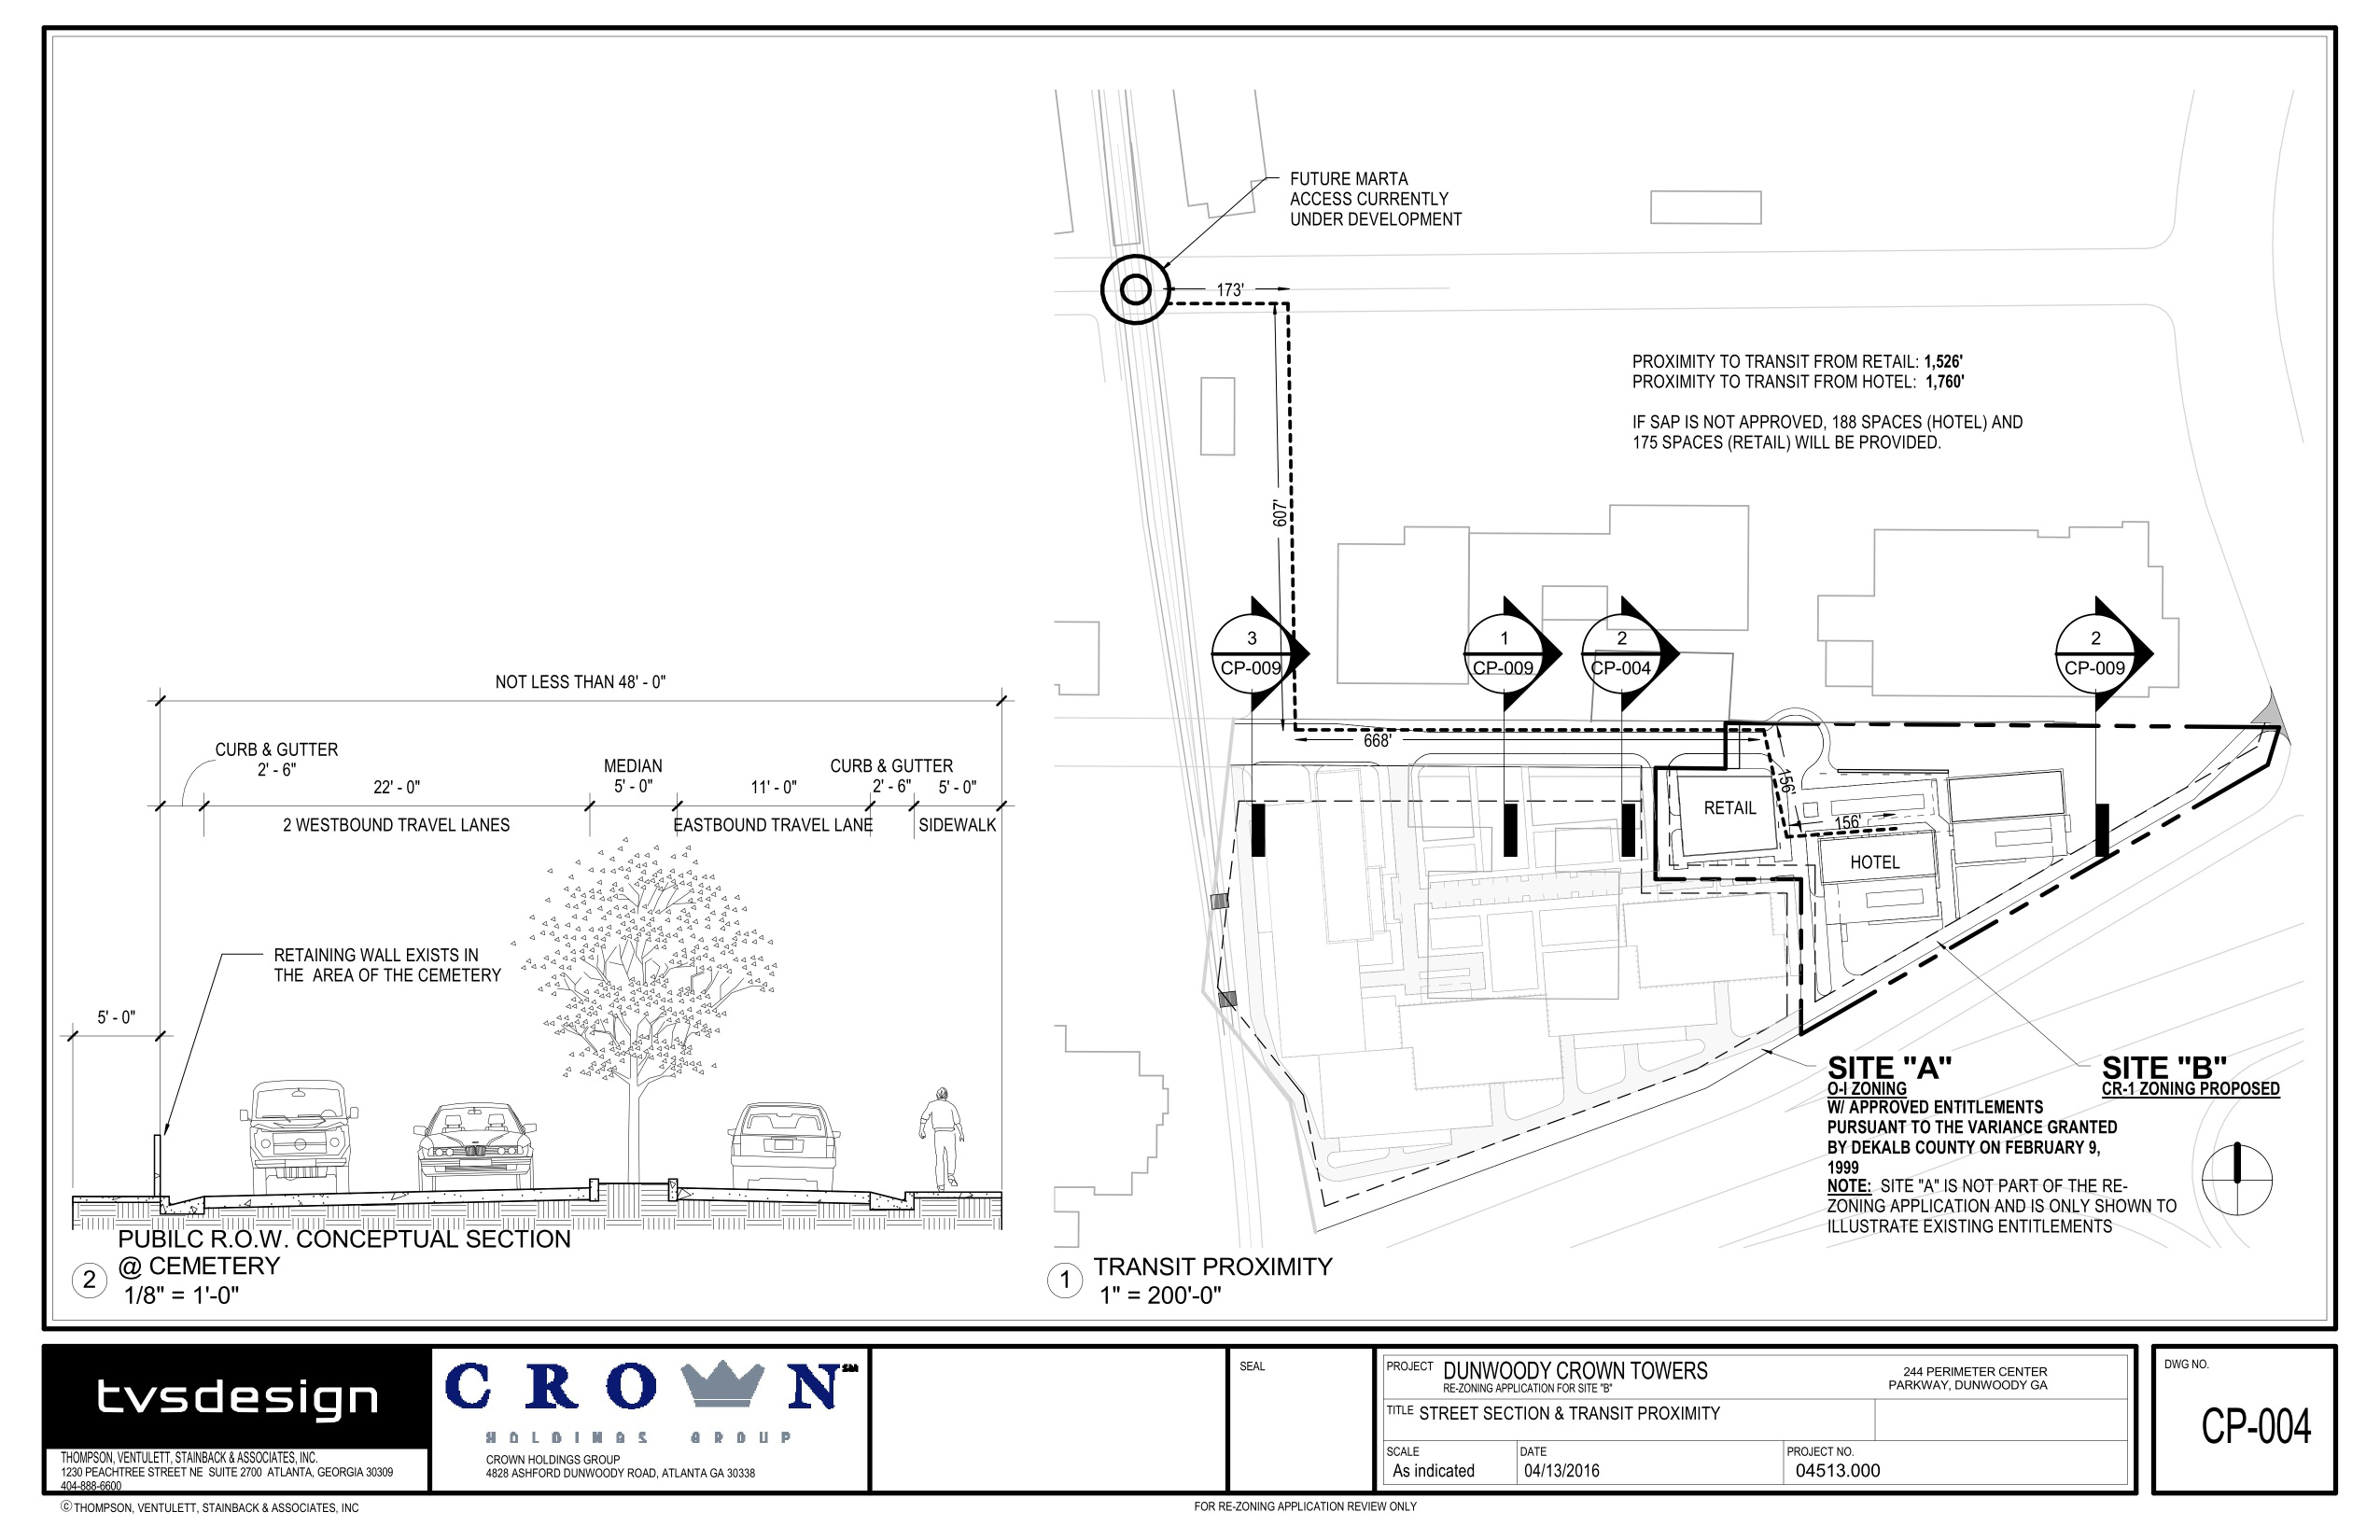 FUTURE MARTA
ACCESS CURRENTLY
UNDER DEVELOPMENT
173'
607'
PROXIMITY TO TRANSIT FROM RETAIL: 1,526'
PROXIMITY TO TRANSIT FROM HOTEL: 1,760'
IF SAP IS NOT APPROVED, 188 SPACES (HOTEL) AND
175 SPACES (RETAIL) WILL BE PROVIDED.
3
CP-009
1
CP-009
2
CP-004
2
CP-009
668'
156'
156'
RETAIL
HOTEL
SITE "A"
O-I ZONING
W/ APPROVED ENTITLEMENTS
PURSUANT TO THE VARIANCE GRANTED
BY DEKALB COUNTY ON FEBRUARY 9,
1999
NOTE: SITE "A" IS NOT PART OF THE RE-
ZONING APPLICATION AND IS ONLY SHOWN TO
ILLUSTRATE EXISTING ENTITLEMENTS
SITE "B"
CR-1 ZONING PROPOSED
1
TRANSIT PROXIMITY
1" = 200'-0"
NOT LESS THAN 48' - 0"
CURB & GUTTER
2' - 6"
22' - 0"
2 WESTBOUND TRAVEL LANES
MEDIAN
5' - 0"
11' - 0"
EASTBOUND TRAVEL LANE
CURB & GUTTER
2' - 6"
5' - 0"
SIDEWALK
RETAINING WALL EXISTS IN
THE AREA OF THE CEMETERY
5' - 0"
2
PUBILC R.O.W. CONCEPTUAL SECTION
@ CEMETERY
1/8" = 1'-0"
tvsdesign
THOMPSON, VENTULETT, STAINBACK & ASSOCIATES, INC.
1230 PEACHTREE STREET NE SUITE 2700 ATLANTA, GEORGIA 30309
404-888-6600
CROWN SM
HOLDINGS GROUP
CROWN HOLDINGS GROUP
4828 ASHFORD DUNWOODY ROAD, ATLANTA GA 30338
SEAL
PROJECT DUNWOODY CROWN TOWERS
RE-ZONING APPLICATION FOR SITE "B"
244 PERIMETER CENTER
PARKWAY, DUNWOODY GA
TITLE STREET SECTION & TRANSIT PROXIMITY
SCALE
As indicated
DATE
04/13/2016
PROJECT NO.
04513.000
DWG NO.
CP-004
© THOMPSON, VENTULETT, STAINBACK & ASSOCIATES, INC
FOR RE-ZONING APPLICATION REVIEW ONLY